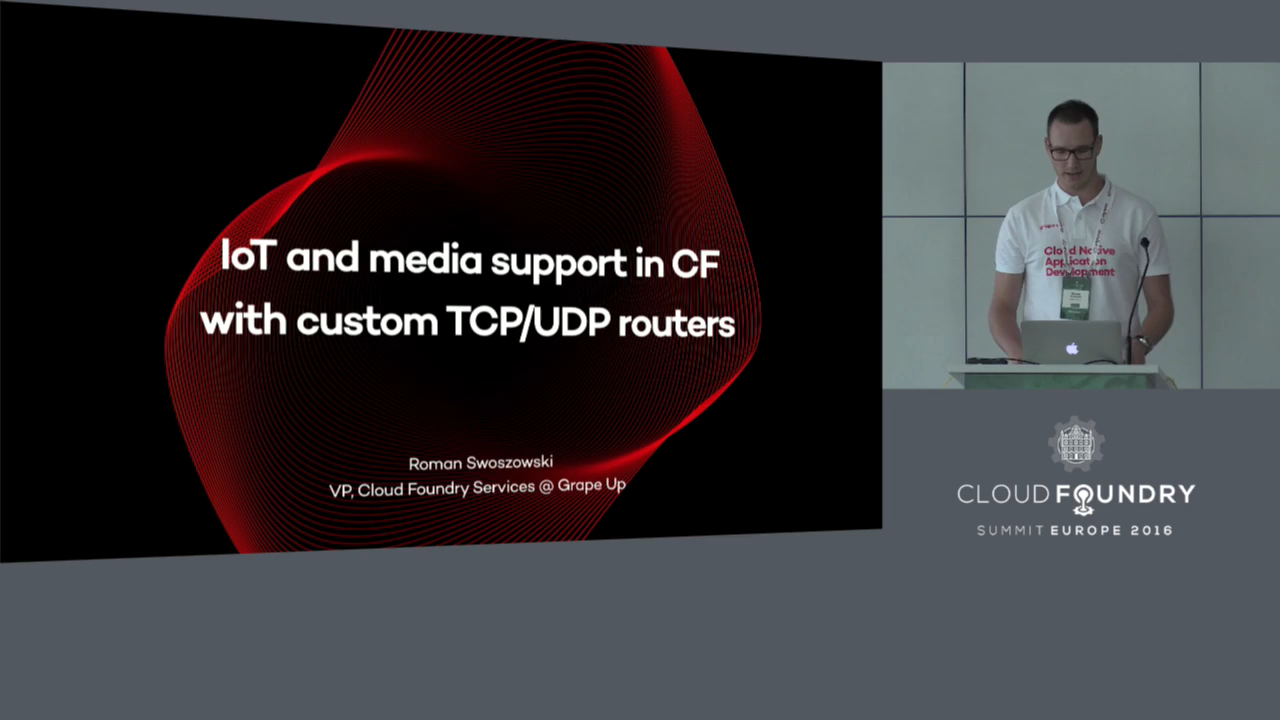 IoT and media support in CF
with custom TCP/UDP routers
Roman Swoszowski
VP, Cloud Foundry Services @ Grape Up
Cloud Native
Application
Development
CLOUD FOUNDRY
SUMMIT EUROPE 2016